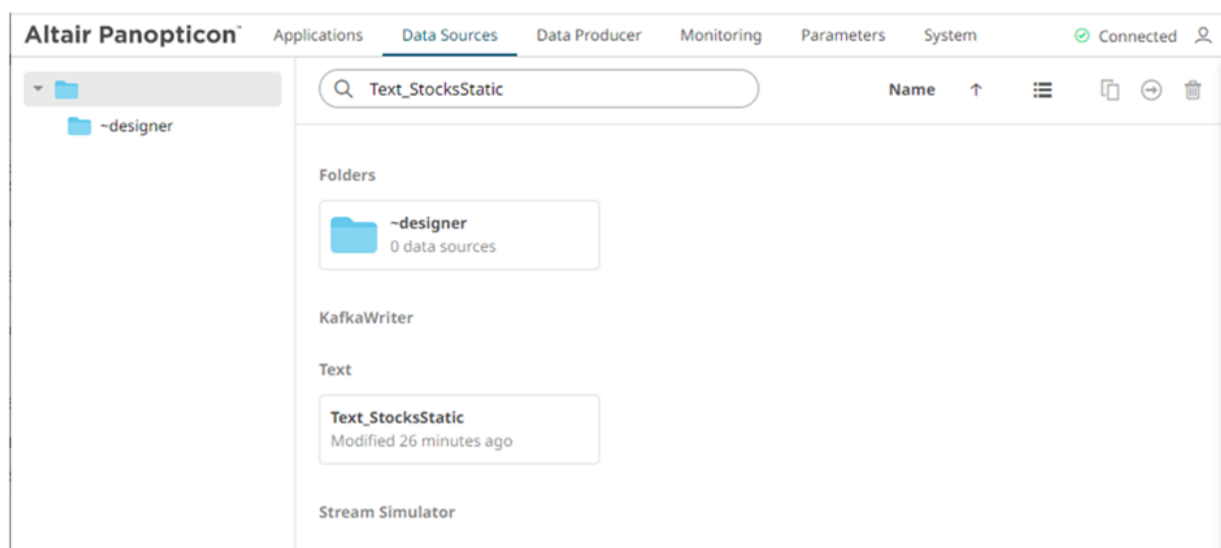 Altair Panopticon™ Applications Data Sources Data Producer Monitoring Parameters System Connected
~designer
Text_StocksStatic
Name ↑
Folders
~designer
0 data sources
KafkaWriter
Text
Text_StocksStatic
Modified 26 minutes ago
Stream Simulator